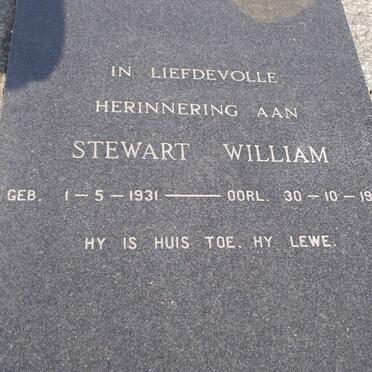 IN LIEFDEVOLLE
HERINNERING AAN
STEWART WILLIAM
GEB. 1-5-1931 — OORL. 30-10-19
HY IS HUIS TOE. HY LEWE.